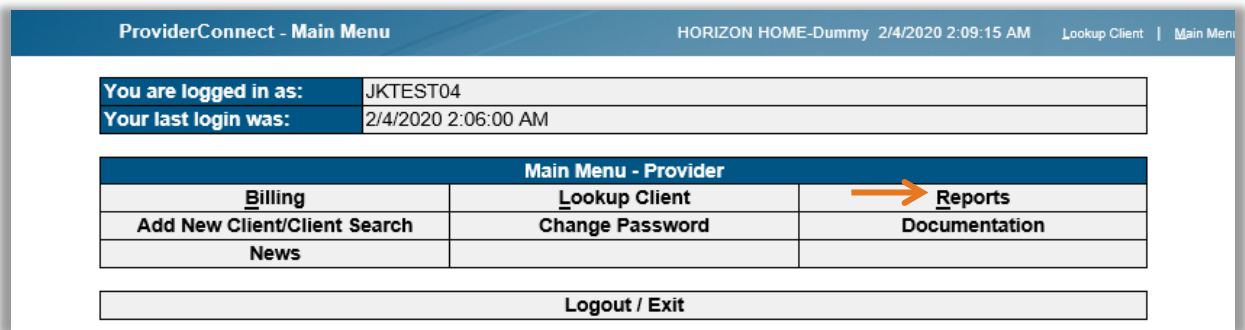 ProviderConnect - Main Menu HORIZON HOME-Dummy 2/4/2020 2:09:15 AM Lookup Client | Main Menu
You are logged in as: JKTEST04
Your last login was: 2/4/2020 2:06:00 AM
Main Menu - Provider
Billing Lookup Client Reports
Add New Client/Client Search Change Password Documentation
News
Logout / Exit